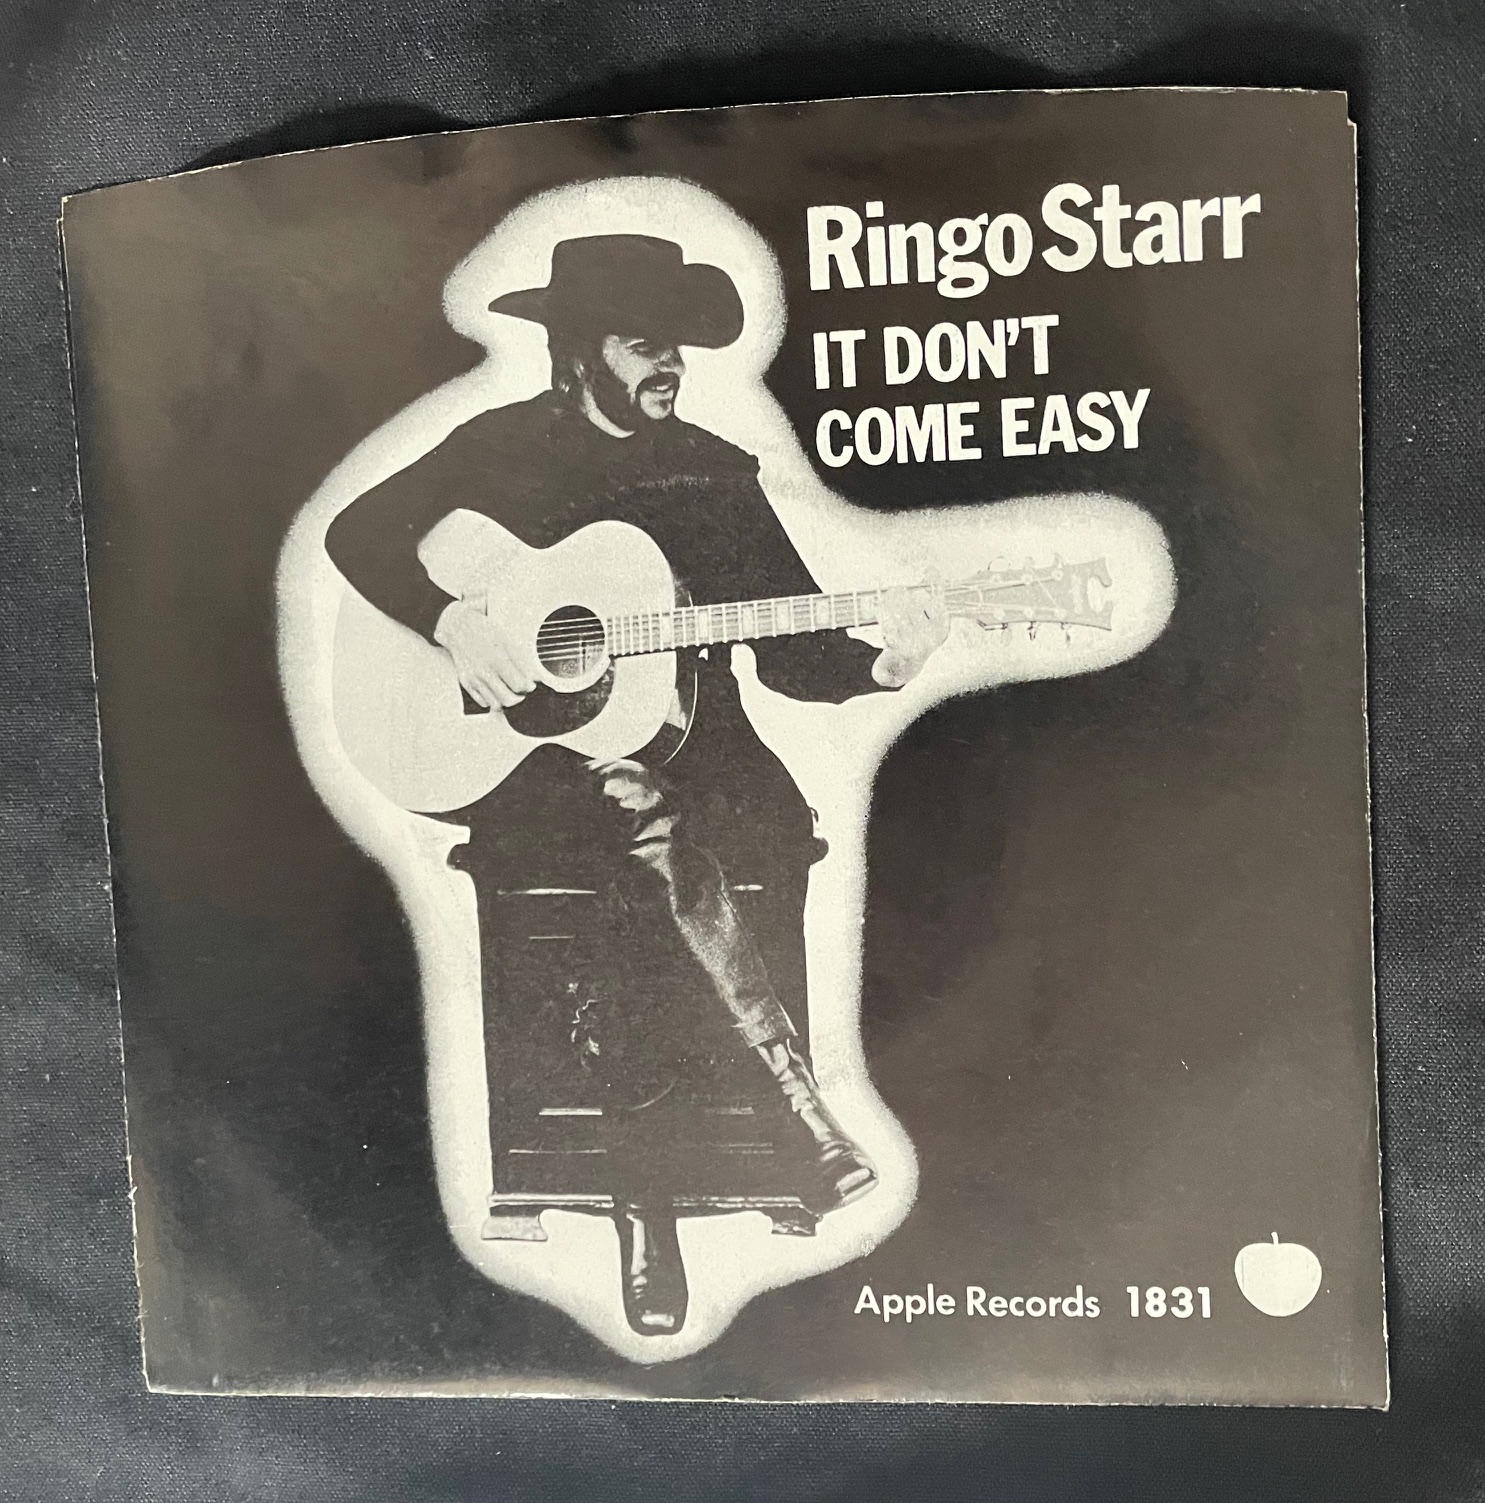 Ringo Starr
IT DON'T
COME EASY
Apple Records 1831